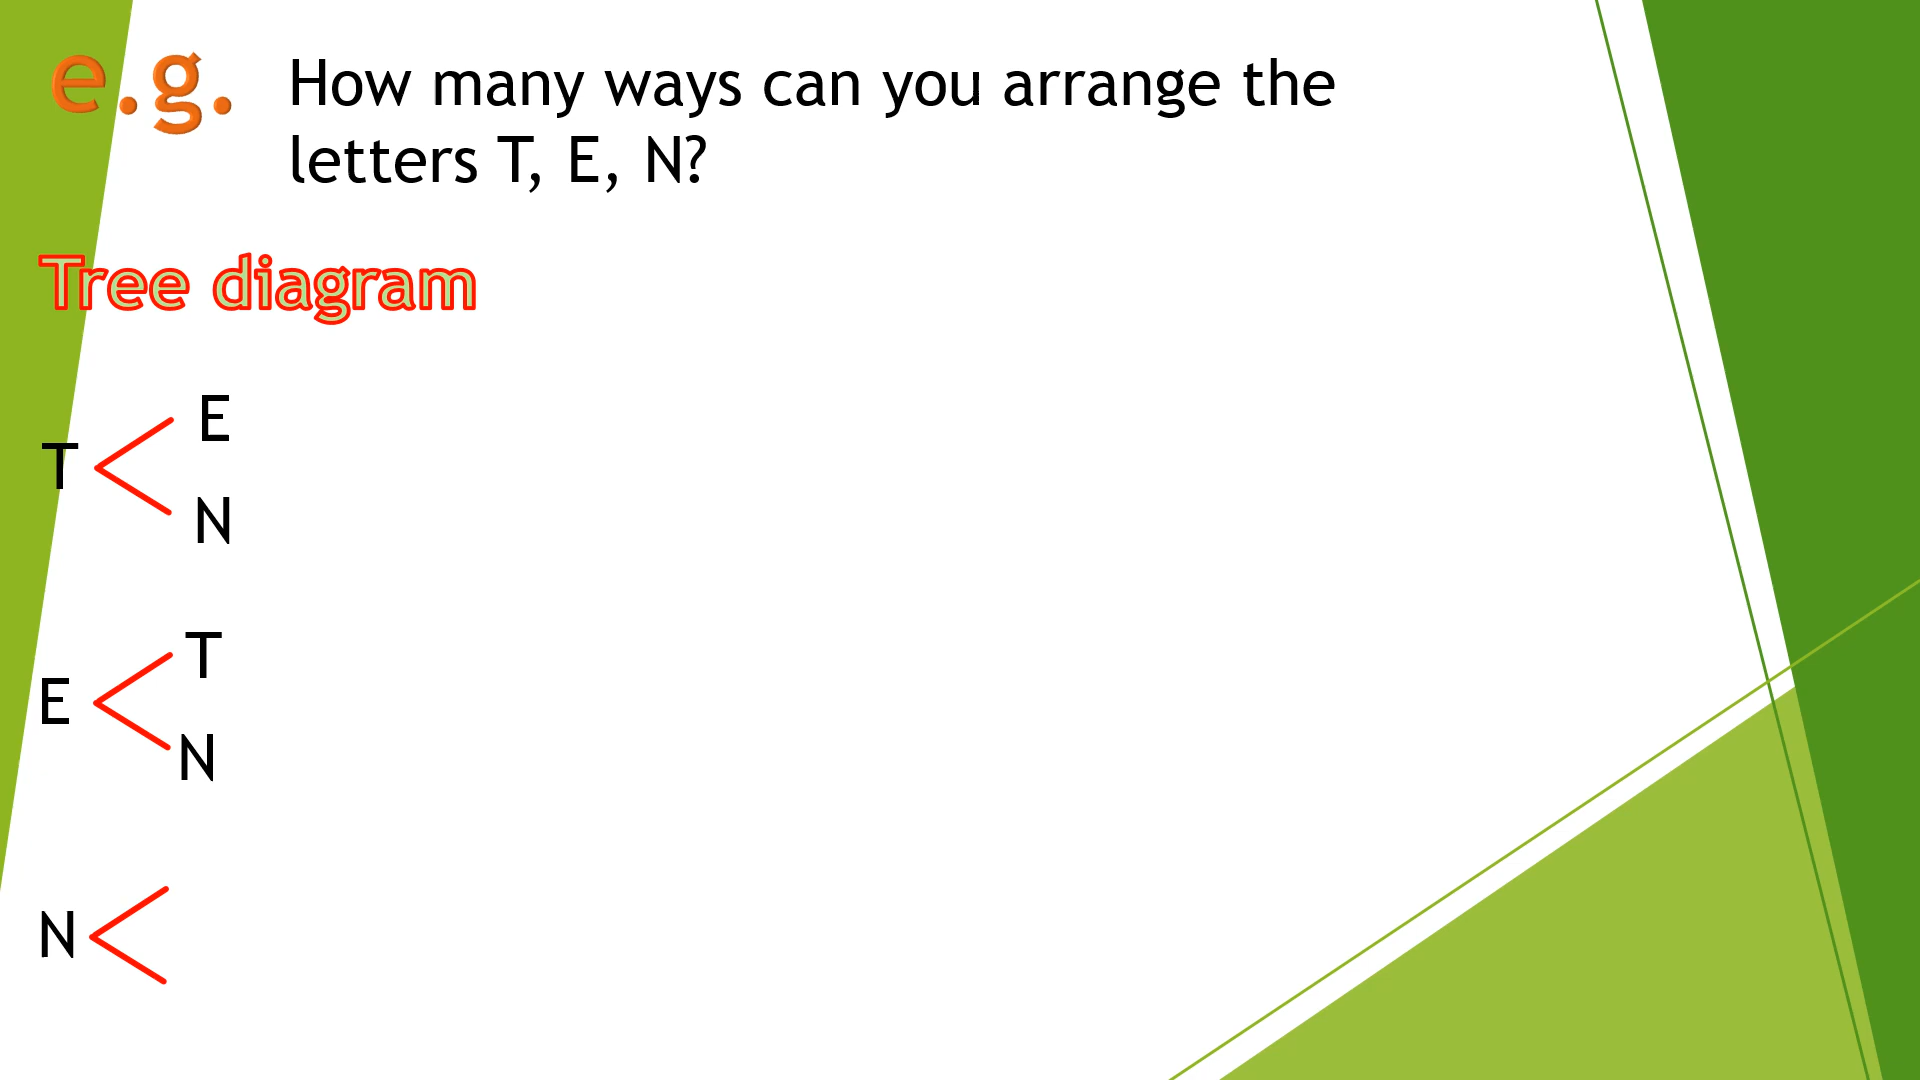 e.g. How many ways can you arrange the
letters T, E, N?
Tree diagram
E
T
N
T
E
N
N